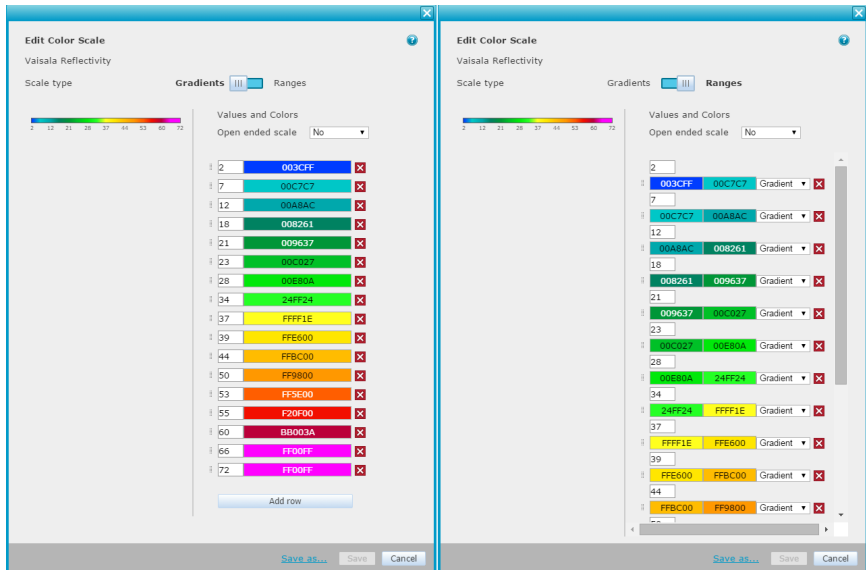 Edit Color Scale
Vaisala Reflectivity
Scale type Gradients Ranges
Values and Colors
Open ended scale No
2 12 21 28 37 44 53 60 72
2 003CFF
7 00C7C7
12 00A8AC
18 008261
21 009637
23 00C027
28 00E80A
34 24FF24
37 FFFF1E
39 FFE600
44 FFBC00
50 FF9800
53 FF5E00
55 F20F00
60 BB003A
66 FF00FF
72 FF00FF
Add row
Save as... Save Cancel
Edit Color Scale
Vaisala Reflectivity
Scale type Gradients Ranges
Values and Colors
Open ended scale No
2 12 21 28 37 44 53 60 72
2
003CFF 00C7C7 Gradient
7
00C7C7 00A8AC Gradient
12
00A8AC 008261 Gradient
18
008261 009637 Gradient
21
009637 00C027 Gradient
23
00C027 00E80A Gradient
28
00E80A 24FF24 Gradient
34
24FF24 FFFF1E Gradient
37
FFFF1E FFE600 Gradient
39
FFE600 FFBC00 Gradient
44
FFBC00 FF9800 Gradient
Save as... Save Cancel